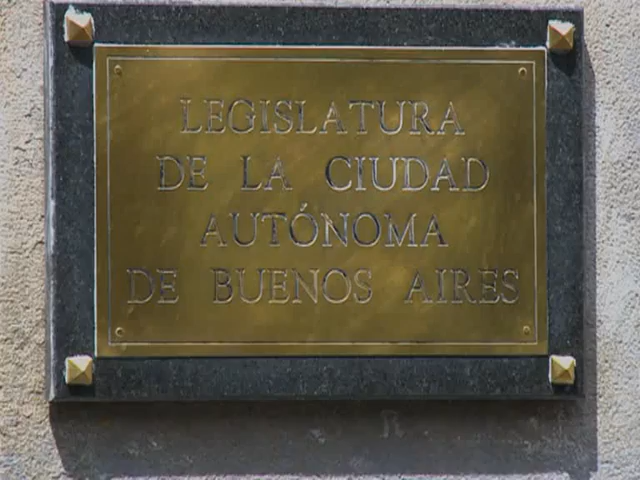 LEGISLATURA
DE LA CIUDAD
AUTÓNOMA
DE BUENOS AIRES